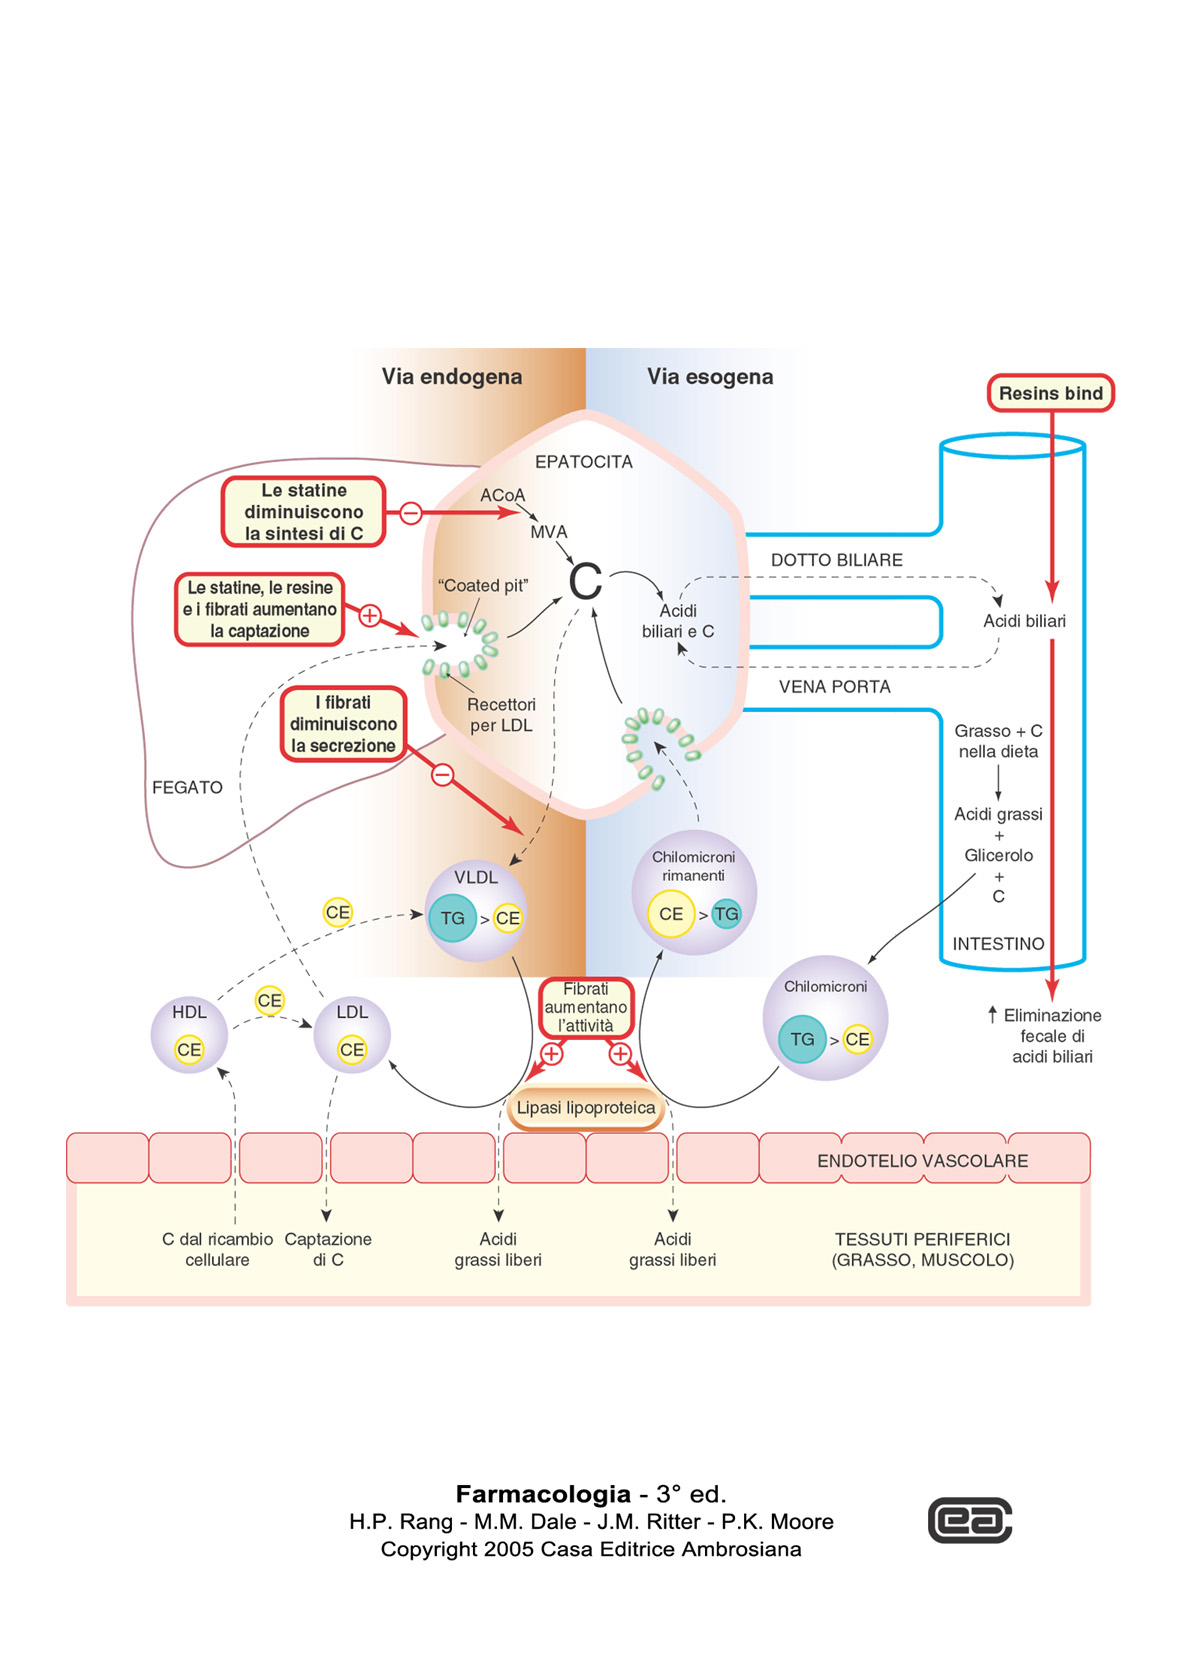 Via endogena
Via esogena
Resins bind
EPATOCITA
Le statine
diminuiscono
la sintesi di C
ACoA
MVA
C
DOTTO BILIARE
Le statine, le resine
e i fibrati aumentano
la captazione
“Coated pit”
Acidi
biliari e C
Acidi biliari
VENA PORTA
I fibrati
diminuiscono
la secrezione
Recettori
per LDL
FEGATO
Grasso + C
nella dieta
Acidi grassi
+
Glicerolo
+
C
INTESTINO
VLDL
TG > CE
Chilomicroni
rimanenti
CE > TG
CE
CE
HDL
CE
LDL
CE
Fibrati
aumentano
l’attività
Chilomicroni
TG > CE
↑ Eliminazione
fecale di
acidi biliari
Lipasi lipoproteica
ENDOTELIO VASCOLARE
C dal ricambio
cellulare
Captazione
di C
Acidi
grassi liberi
Acidi
grassi liberi
TESSUTI PERIFERICI
(GRASSO, MUSCOLO)
Farmacologia - 3° ed.
H.P. Rang - M.M. Dale - J.M. Ritter - P.K. Moore
Copyright 2005 Casa Editrice Ambrosiana
ea